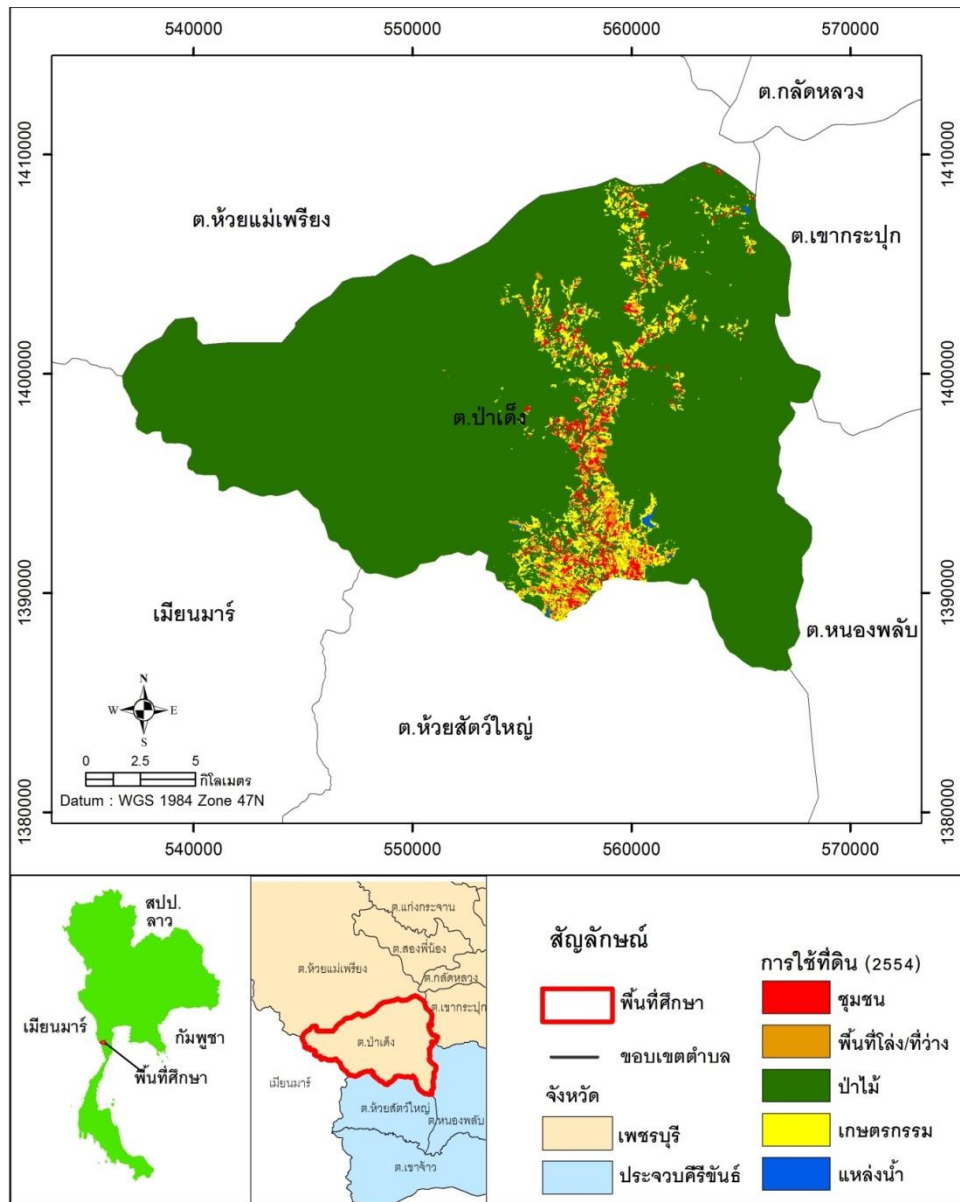 540000 550000 560000 570000
ต.กลัดหลวง
1410000 1410000
ต.ห้วยแม่เพรียง
ต.เขากระปุก
1400000 1400000
ต.ป่าเด็ง
1390000 1390000
เมียนมาร์
ต.หนองพลับ
N
W E
S
ต.ห้วยสัตว์ใหญ่
0 2.5 5
กิโลเมตร
Datum : WGS 1984 Zone 47N
1380000 1380000
540000 550000 560000 570000
สปป.
ลาว
เมียนมาร์
กัมพูชา
พื้นที่ศึกษา
ต.แก่งกระจาน
ต.สองพี่น้อง
ต.ห้วยแม่เพรียง
ต.กลัดหลวง
ต.เขากระปุก
ต.ป่าเด็ง
เมียนมาร์
ต.ห้วยสัตว์ใหญ่
ต.หนองพลับ
ต.เขาจ้าว
สัญลักษณ์
พื้นที่ศึกษา
ขอบเขตตำบล
จังหวัด
เพชรบุรี
ประจวบคีรีขันธ์
การใช้ที่ดิน (2554)
ชุมชน
พื้นที่โล่ง/ที่ว่าง
ป่าไม้
เกษตรกรรม
แหล่งน้ำ